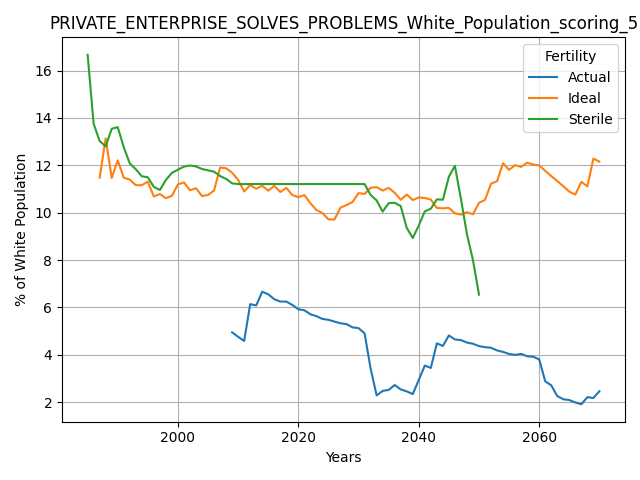 PRIVATE_ENTERPRISE_SOLVES_PROBLEMS_White_Population_scoring_5
% of White Population
16
14
12
10
8
6
4
2
Fertility
Actual
Ideal
Sterile
2000 2020 2040 2060
Years